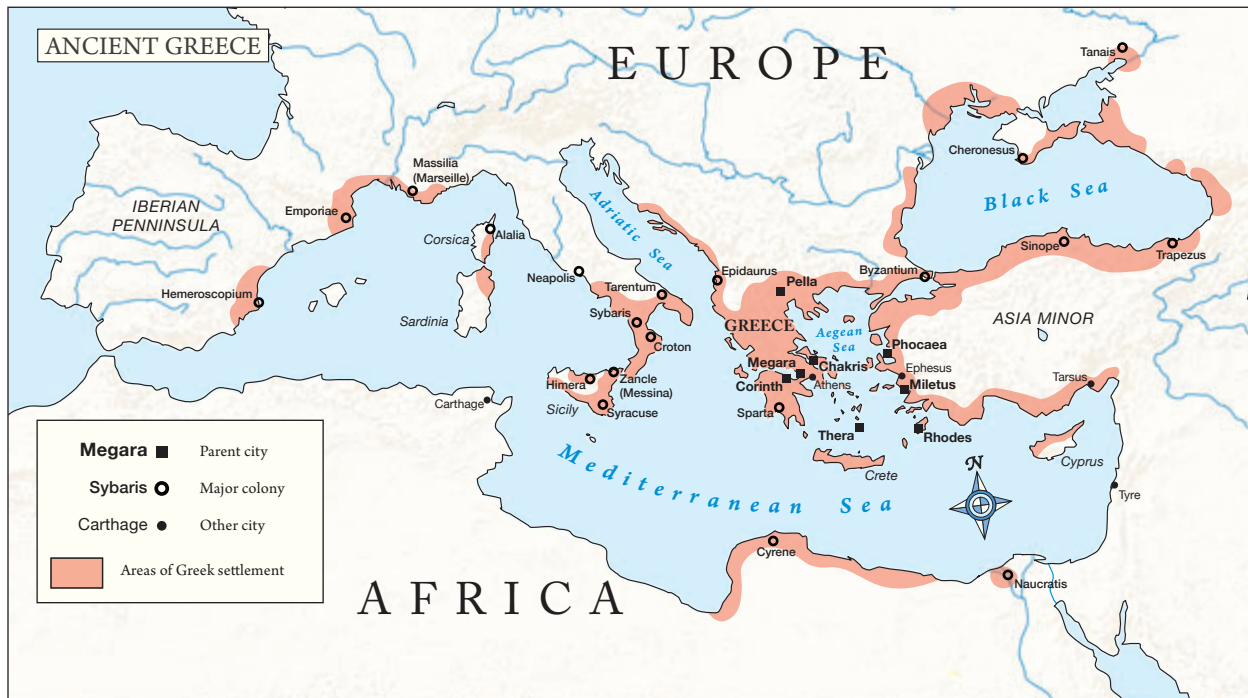 ANCIENT GREECE
EUROPE
Tanais
Cheronesus
Massilia
(Marseille)
Black Sea
IBERIAN
PENNINSULA
Emporiae
Adriatic Sea
Corsica
Alalia
Sinope
Trapezus
Neapolis
Epidaurus
Byzantium
Hemeroscopium
Tarentum
Pella
Sardinia
Sybaris
GREECE
Aegean
Sea
ASIA MINOR
Croton
Phocaea
Megara
Chakris
Ephesus
Himera
Zancle
(Messina)
Corinth
Athens
Miletus
Tarsus
Carthage
Sicily
Syracuse
Sparta
Thera
Rhodes
Mediterranean Sea
Crete
N
Cyprus
Tyre
Megara Parent city
Sybaris Major colony
Carthage Other city
Areas of Greek settlement
Cyrene
Naucratis
AFRICA